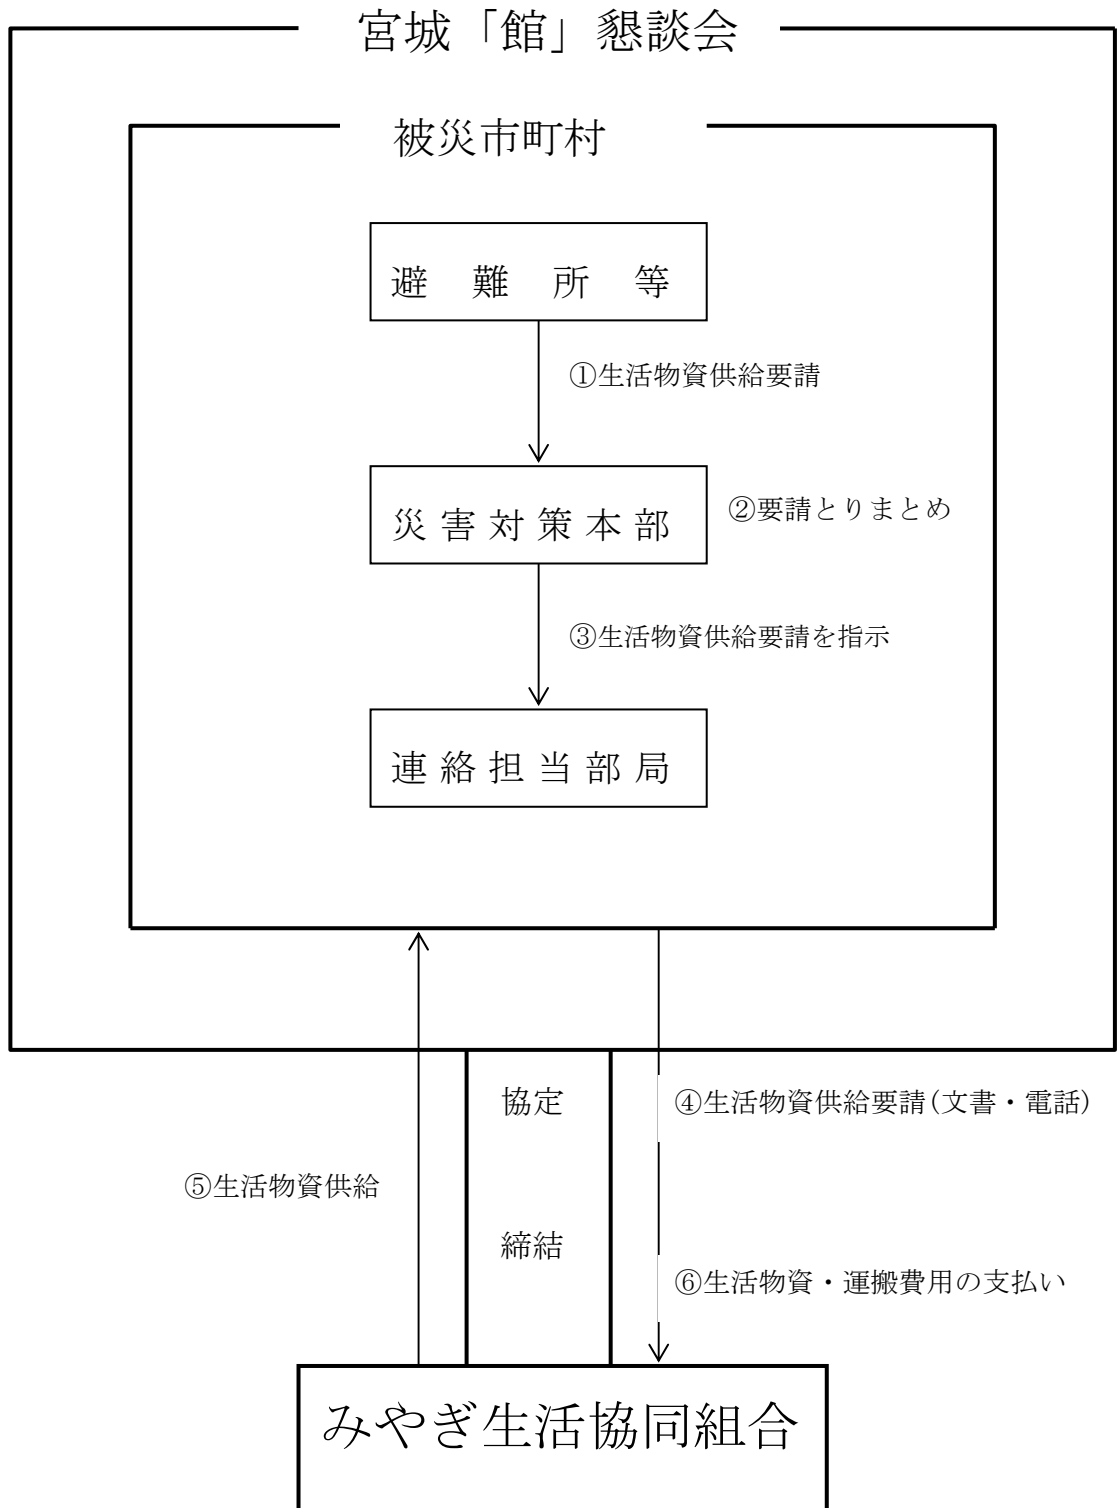 宮城「館」懇談会
被災市町村
避難所等
①生活物資供給要請
災害対策本部
②要請とりまとめ
③生活物資供給要請を指示
連絡担当部局
協定
④生活物資供給要請(文書・電話)
⑤生活物資供給
締結
⑥生活物資・運搬費用の支払い
みやぎ生活協同組合